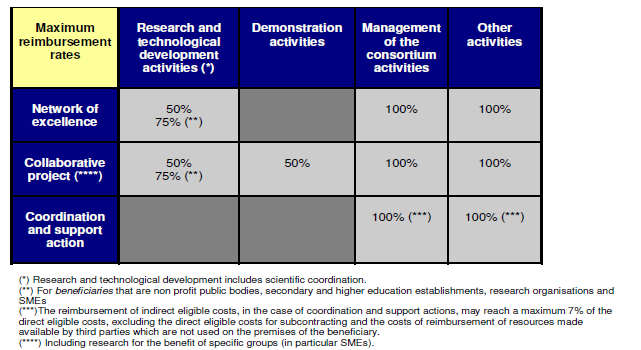 Maximum reimbursement rates
Research and technological development activities (*)
Demonstration activities
Management of the consortium activities
Other activities
Network of excellence
50%
75% (**)
100%
100%
Collaborative project (****)
50%
75% (**)
50%
100%
100%
Coordination and support action
100% (***)
100% (***)
(*) Research and technological development includes scientific coordination.
(**) For beneficiaries that are non profit public bodies, secondary and higher education establishments, research organisations and
SMEs
(***)The reimbursement of indirect eligible costs, in the case of coordination and support actions, may reach a maximum 7% of the
direct eligible costs, excluding the direct eligible costs for subcontracting and the costs of reimbursement of resources made
available by third parties which are not used on the premises of the beneficiary.
(****) Including research for the benefit of specific groups (in particular SMEs).